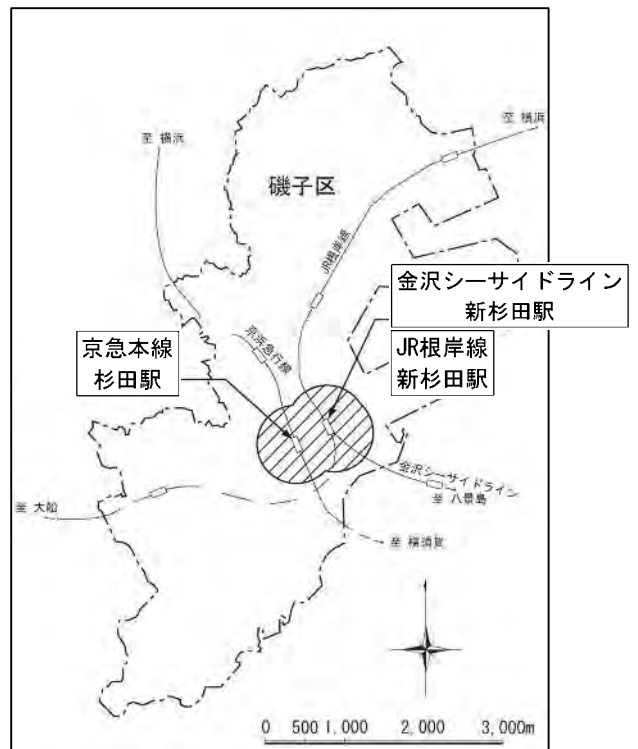 至 横浜
至 横浜
磯子区
JR根岸線
金沢シーサイドライン
新杉田駅
京浜急行線
京急本線
杉田駅
JR根岸線
新杉田駅
金沢シーサイドライン
至 八景島
至 大船
至 横須賀
0 500 1,000 2,000 3,000m